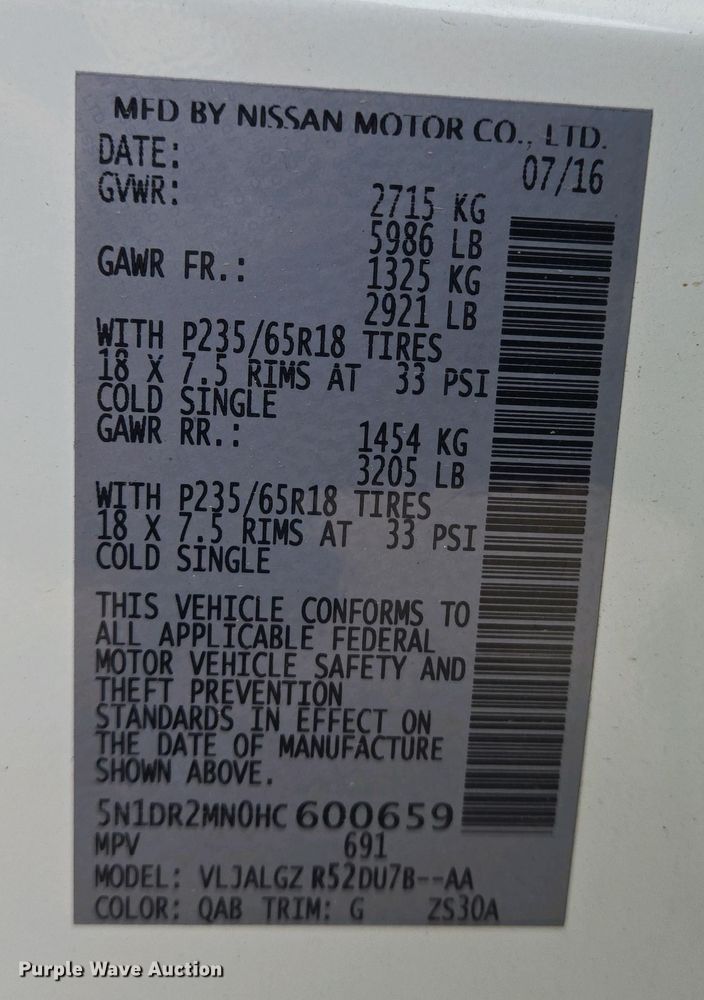 MFD BY NISSAN MOTOR CO., LTD.
DATE: 07/16
GVWR: 2715 KG
5986 LB
GAWR FR.: 1325 KG
2921 LB
WITH P235/65R18 TIRES
18 X 7.5 RIMS AT 33 PSI
COLD SINGLE
GAWR RR.: 1454 KG
3205 LB
WITH P235/65R18 TIRES
18 X 7.5 RIMS AT 33 PSI
COLD SINGLE
THIS VEHICLE CONFORMS TO
ALL APPLICABLE FEDERAL
MOTOR VEHICLE SAFETY AND
THEFT PREVENTION
STANDARDS IN EFFECT ON
THE DATE OF MANUFACTURE
SHOWN ABOVE.
5N1DR2MN0HC600659
MPV 691
MODEL: VLJALGZ R52DU7B--AA
COLOR: QAB TRIM: G ZS30A
Purple Wave Auction